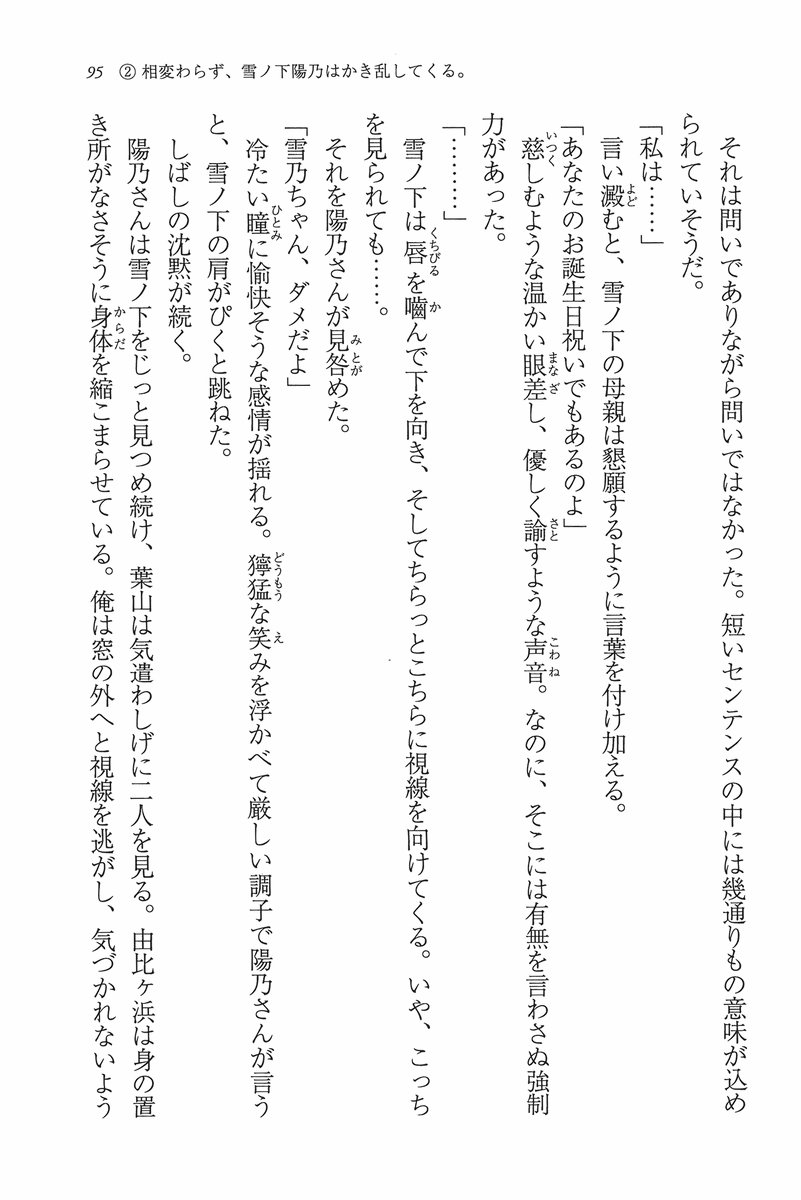 95　② 相変わらず、雪ノ下陽乃はかき乱してくる。
それは問いでありながら問いではなかった。短いセンテンスの中には幾通りもの意味が込め
られていそうだ。
「私は……」
言い澱むと、雪ノ下の母親は懇願するように言葉を付け加える。
「あなたのお誕生日祝いでもあるのよ」
慈しむような温かい眼差し、優しく諭すような声音。なのに、そこには有無を言わさぬ強制
力があった。
「………」
雪ノ下は唇を嚙んで下を向き、そしてちらっとこちらに視線を向けてくる。いや、こっち
を見られても……。
それを陽乃さんが見咎めた。
「雪乃ちゃん、ダメだよ」
冷たい瞳に愉快そうな感情が揺れる。獰猛な笑みを浮かべて厳しい調子で陽乃さんが言う
と、雪ノ下の肩がぴくと跳ねた。
しばしの沈黙が続く。
陽乃さんは雪ノ下をじっと見つめ続け、葉山は気遣わしげに二人を見る。由比ヶ浜は身の置
き所がなさそうに身体を縮こまらせている。俺は窓の外へと視線を逃がし、気づかれないよう